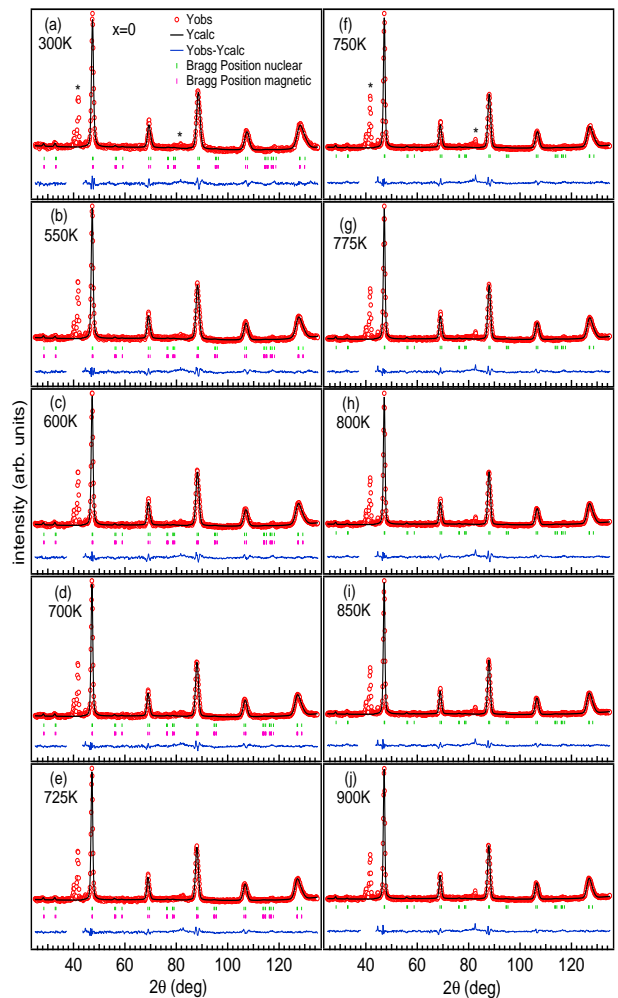 (a)
300K
x=0
Yobs
Ycalc
Yobs-Ycalc
Bragg Position nuclear
Bragg Position magnetic
*
*
(f)
750K
*
*
(b)
550K
(g)
775K
(c)
600K
(h)
800K
(d)
700K
(i)
850K
(e)
725K
(j)
900K
intensity (arb. units)
40 60 80 100 120
40 60 80 100 120
2θ (deg)
2θ (deg)